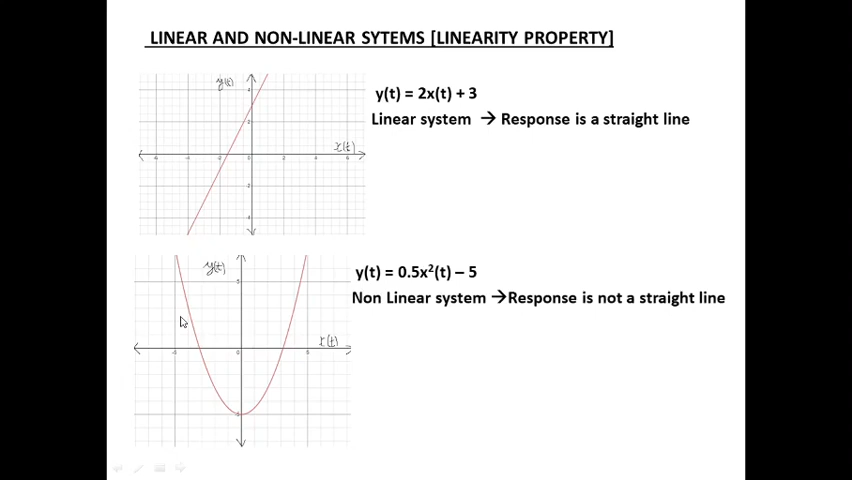 LINEAR AND NON-LINEAR SYTEMS [LINEARITY PROPERTY]
y(t)
y(t) = 2x(t) + 3
Linear system → Response is a straight line
x(t)
y(t)
y(t) = 0.5x²(t) – 5
Non Linear system →Response is not a straight line
x(t)